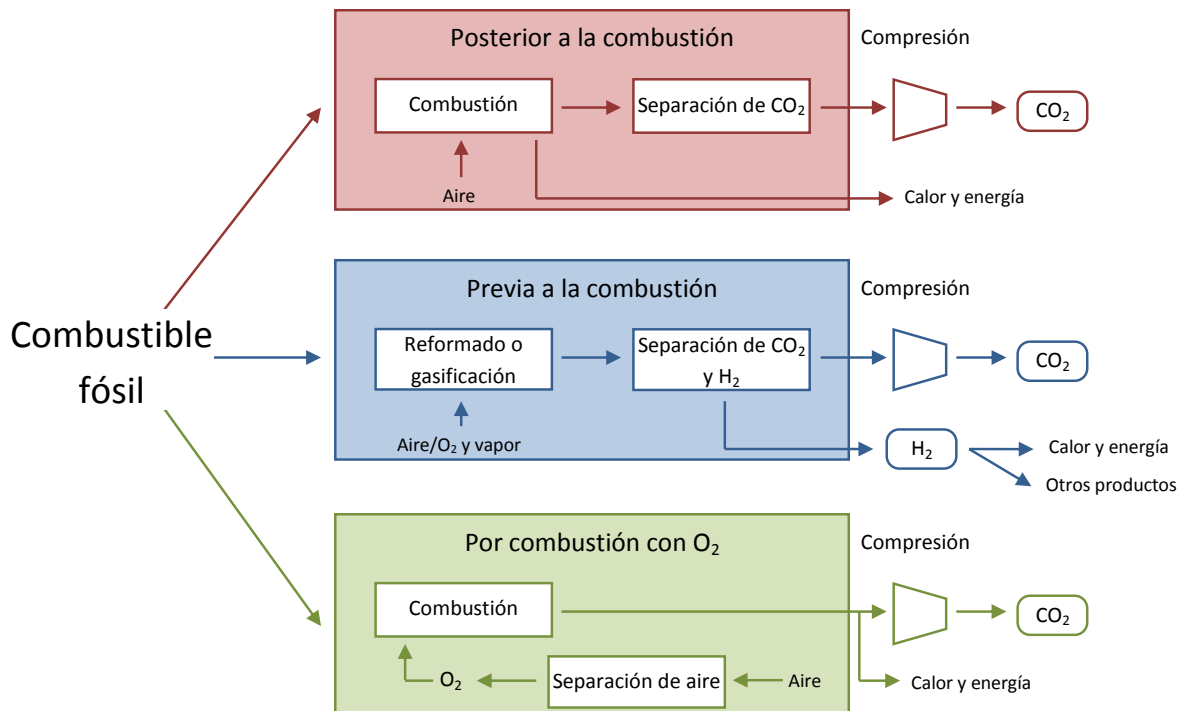 Posterior a la combustión
Compresión
Combustión
Separación de CO₂
CO₂
Aire
Calor y energía
Combustible
fósil
Previa a la combustión
Compresión
Reformado o
gasificación
Separación de CO₂
y H₂
CO₂
Aire/O₂ y vapor
H₂
Calor y energía
Otros productos
Por combustión con O₂
Compresión
Combustión
CO₂
O₂
Separación de aire
Aire
Calor y energía